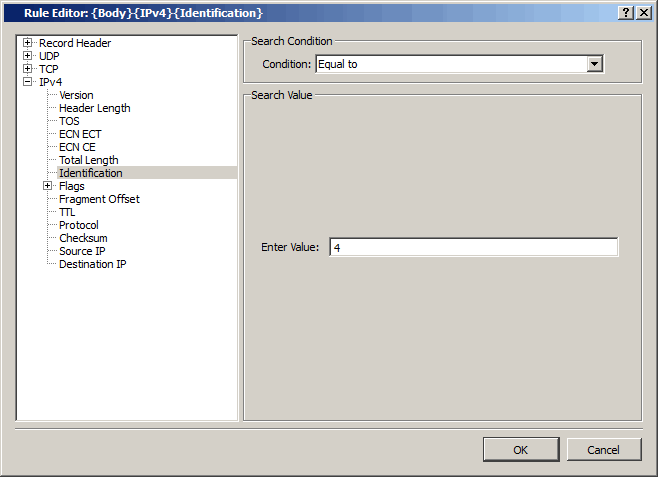 Rule Editor: {Body}{IPv4}{Identification}
Record Header
UDP
TCP
IPv4
Version
Header Length
TOS
ECN ECT
ECN CE
Total Length
Identification
Flags
Fragment Offset
TTL
Protocol
Checksum
Source IP
Destination IP
Search Condition
Condition: Equal to
Search Value
Enter Value: 4
OK Cancel